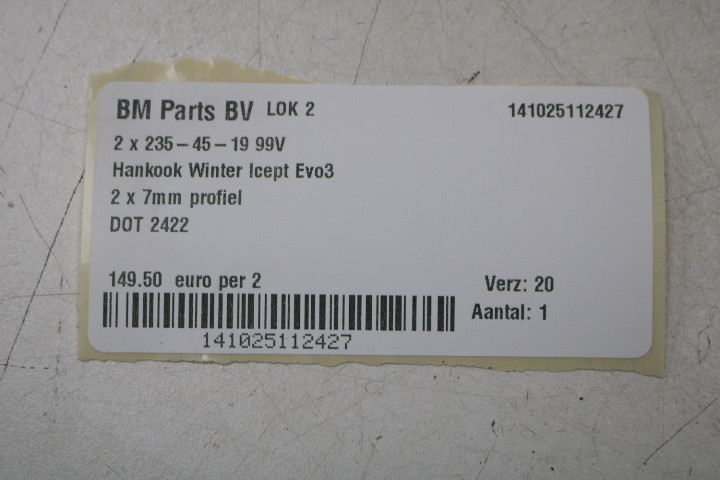 BM Parts BV LOK 2 141025112427
2 x 235-45-19 99V
Hankook Winter Icept Evo3
2 x 7mm profiel
DOT 2422
149.50 euro per 2 Verz: 20
Aantal: 1
141025112427